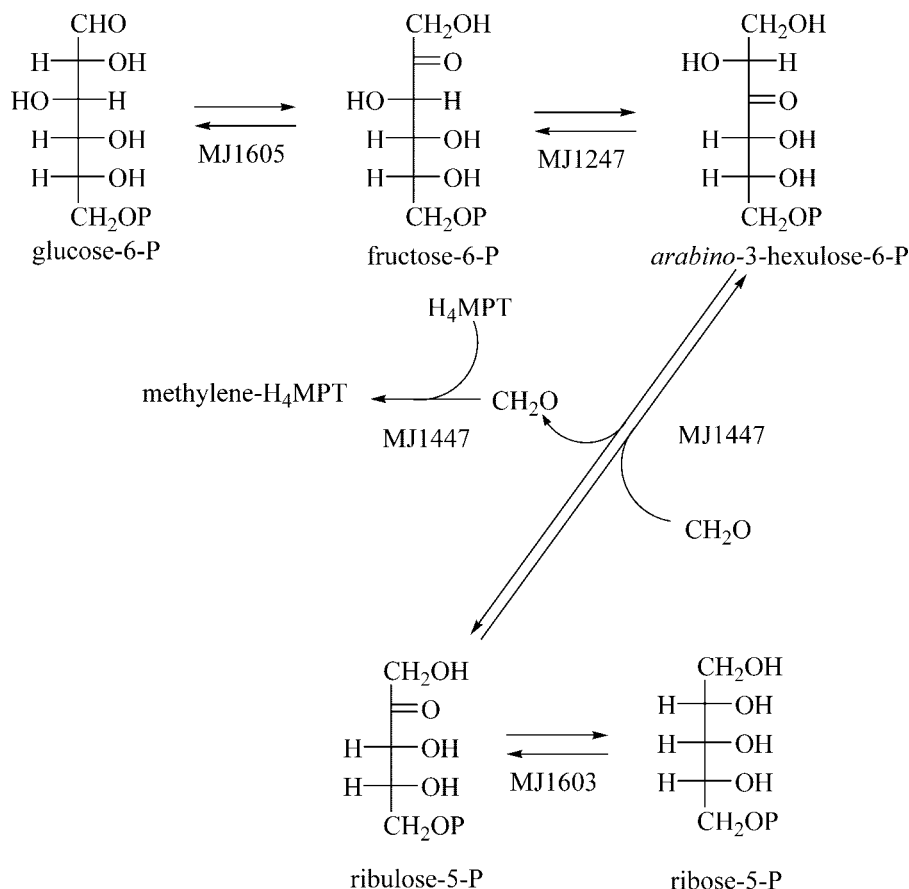 CHO
H OH
HO H
H OH
H OH
CH₂OP
glucose-6-P
MJ1605
CH₂OH
O
HO H
H OH
H OH
CH₂OP
fructose-6-P
MJ1247
CH₂OH
HO H
O
H OH
H OH
CH₂OP
arabino-3-hexulose-6-P
H₄MPT
methylene-H₄MPT
CH₂O
MJ1447
MJ1447
CH₂O
CH₂OH
O
H OH
H OH
CH₂OP
ribulose-5-P
MJ1603
CH₂OH
H OH
H OH
H OH
CH₂OP
ribose-5-P